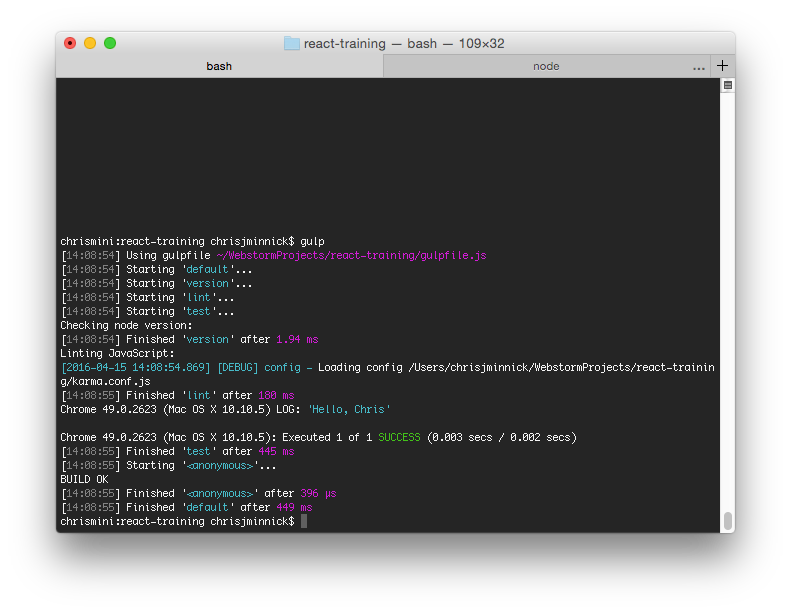 react-training — bash — 109×32
bash
node
...
+
chrismini:react-training chrisjminnick$ gulp
[14:08:54] Using gulpfile ~/WebstormProjects/react-training/gulpfile.js
[14:08:54] Starting 'default'...
[14:08:54] Starting 'version'...
[14:08:54] Starting 'lint'...
[14:08:54] Starting 'test'...
Checking node version:
[14:08:54] Finished 'version' after 1.94 ms
Linting JavaScript:
[2016-04-15 14:08:54.869] [DEBUG] config - Loading config /Users/chrisjminnick/WebstormProjects/react-trainin
g/karma.conf.js
[14:08:55] Finished 'lint' after 180 ms
Chrome 49.0.2623 (Mac OS X 10.10.5) LOG: 'Hello, Chris'
Chrome 49.0.2623 (Mac OS X 10.10.5): Executed 1 of 1 SUCCESS (0.003 secs / 0.002 secs)
[14:08:55] Finished 'test' after 445 ms
[14:08:55] Starting '<anonymous>'...
BUILD OK
[14:08:55] Finished '<anonymous>' after 396 μs
[14:08:55] Finished 'default' after 449 ms
chrismini:react-training chrisjminnick$